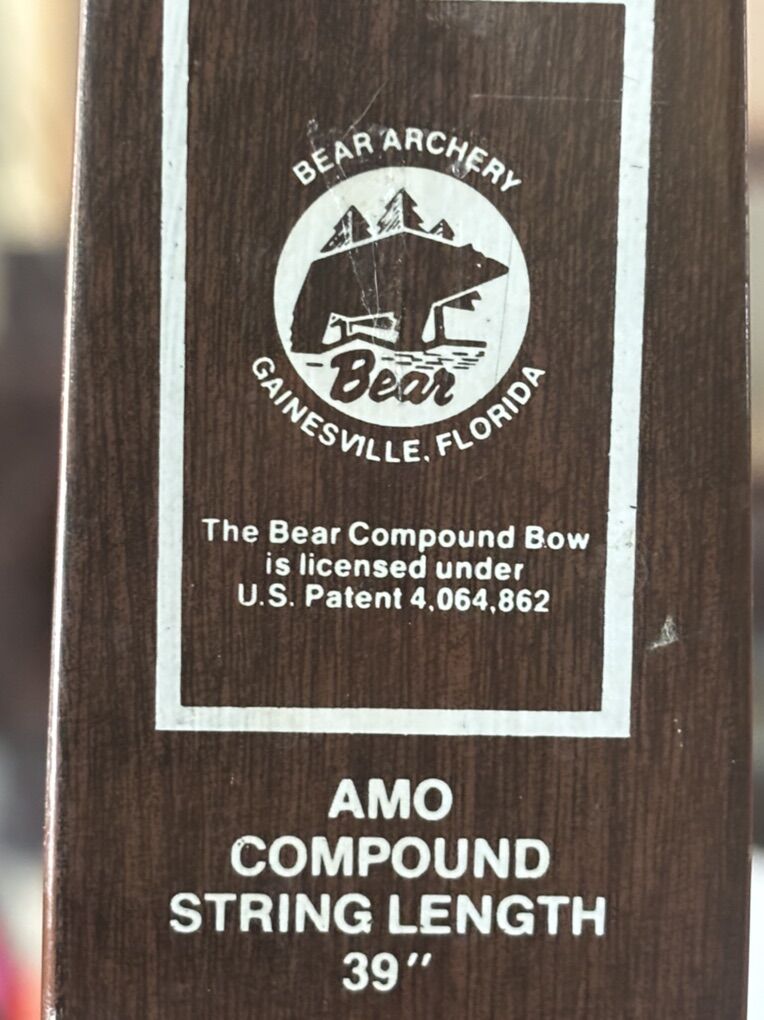 BEAR ARCHERY
Bear
GAINESVILLE, FLORIDA
The Bear Compound Bow
is licensed under
U.S. Patent 4,064,862
AMO
COMPOUND
STRING LENGTH
39"